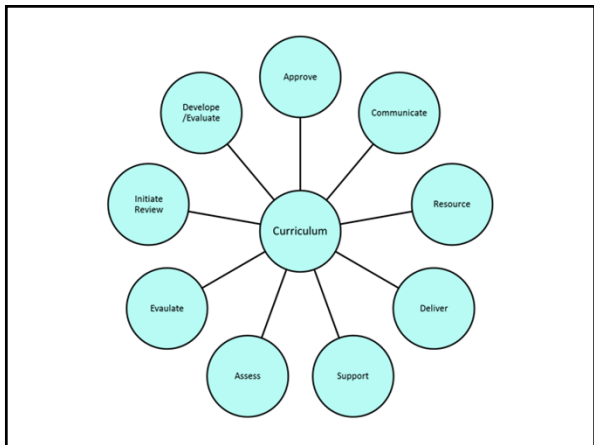 Approve
Communicate
Resource
Deliver
Support
Assess
Evaulate
Initiate
Review
Develope
/Evaluate
Curriculum